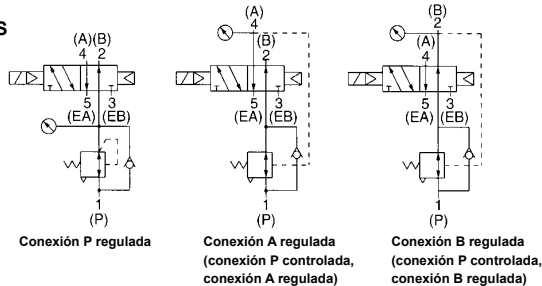 s
(A)(B)
4 2
5 3
(EA) (EB)
1
(P)
Conexión P regulada
(A)
4
(B)
2
5 3
(EA) (EB)
1
(P)
Conexión A regulada
(conexión P controlada,
conexión A regulada)
(B)
2
(A)
4
5 3
(EA) (EB)
1
(P)
Conexión B regulada
(conexión P controlada,
conexión B regulada)